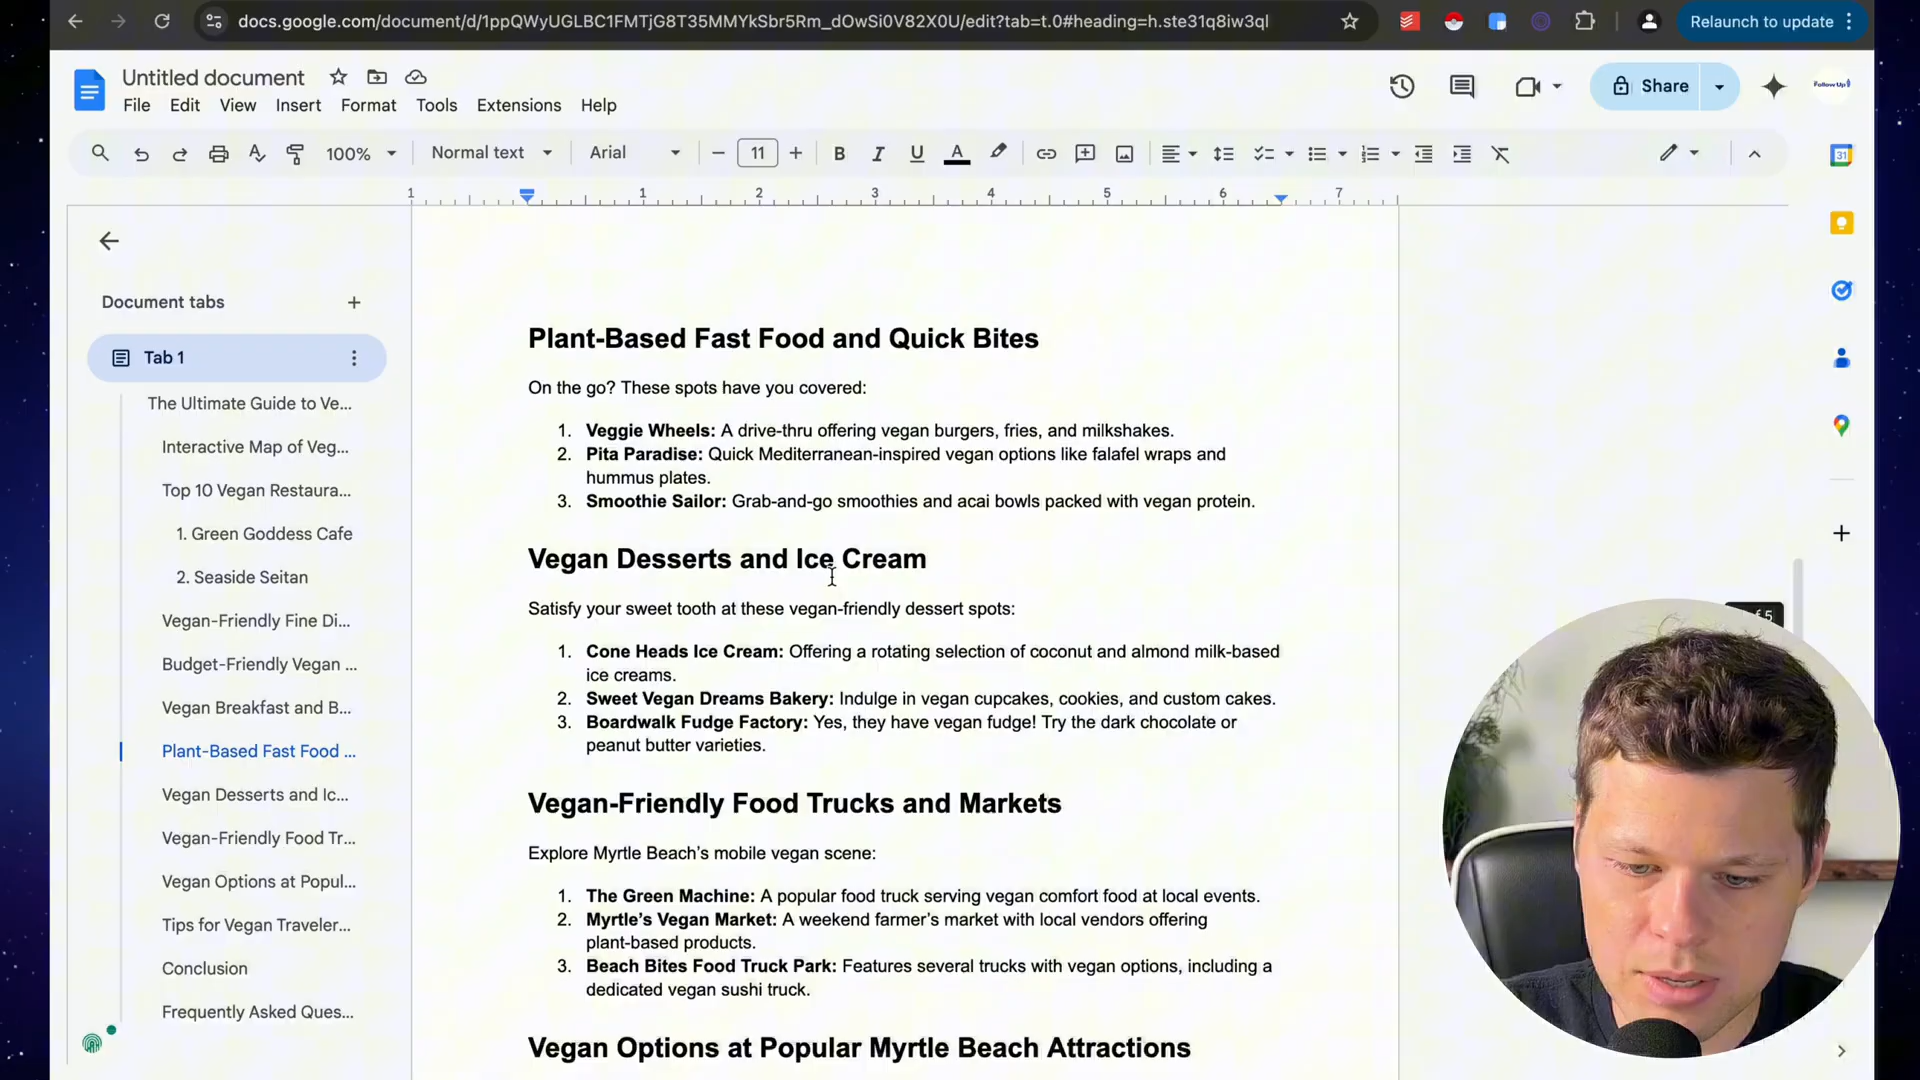 docs.google.com/document/d/1ppQWyUGLBC1FMTjG8T35MMYkSbr5Rm_dOwSi0V82X0U/edit?tab=t.0#heading=h.ste31q8iw3ql
Relaunch to update
Untitled document
File Edit View Insert Format Tools Extensions Help
Share
Follow Up
100% Normal text Arial 11
31
1 1 2 3 4 5 6 7
Document tabs
Tab 1
The Ultimate Guide to Ve...
Interactive Map of Veg...
Top 10 Vegan Restaura...
1. Green Goddess Cafe
2. Seaside Seitan
Vegan-Friendly Fine Di...
Budget-Friendly Vegan ...
Vegan Breakfast and B...
Plant-Based Fast Food ...
Vegan Desserts and Ic...
Vegan-Friendly Food Tr...
Vegan Options at Popul...
Tips for Vegan Traveler...
Conclusion
Frequently Asked Ques...
Plant-Based Fast Food and Quick Bites
On the go? These spots have you covered:
1. Veggie Wheels: A drive-thru offering vegan burgers, fries, and milkshakes.
2. Pita Paradise: Quick Mediterranean-inspired vegan options like falafel wraps and
hummus plates.
3. Smoothie Sailor: Grab-and-go smoothies and acai bowls packed with vegan protein.
Vegan Desserts and Ice Cream
Satisfy your sweet tooth at these vegan-friendly dessert spots:
1. Cone Heads Ice Cream: Offering a rotating selection of coconut and almond milk-based
ice creams.
2. Sweet Vegan Dreams Bakery: Indulge in vegan cupcakes, cookies, and custom cakes.
3. Boardwalk Fudge Factory: Yes, they have vegan fudge! Try the dark chocolate or
peanut butter varieties.
Vegan-Friendly Food Trucks and Markets
Explore Myrtle Beach’s mobile vegan scene:
1. The Green Machine: A popular food truck serving vegan comfort food at local events.
2. Myrtle’s Vegan Market: A weekend farmer’s market with local vendors offering
plant-based products.
3. Beach Bites Food Truck Park: Features several trucks with vegan options, including a
dedicated vegan sushi truck.
Vegan Options at Popular Myrtle Beach Attractions